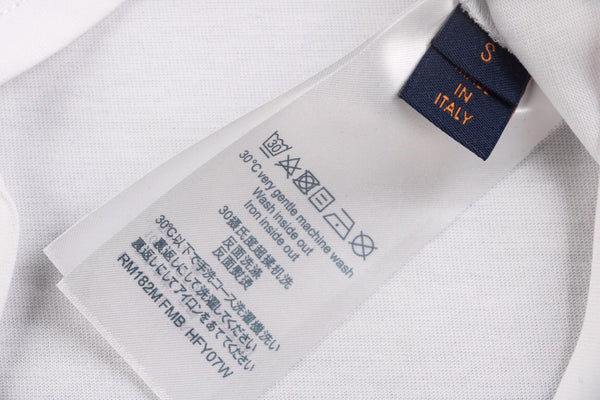 S
MADE
IN
ITALY
30
30°C very gentle machine wash
Wash inside out
Iron inside out
30摄氏度超柔机洗
反面洗涤
反面熨烫
30℃以下で手洗コース洗濯機洗い
裏返しにして洗濯してください
裏返しにしてアイロンをあててください
RM182M FMB HFY07W